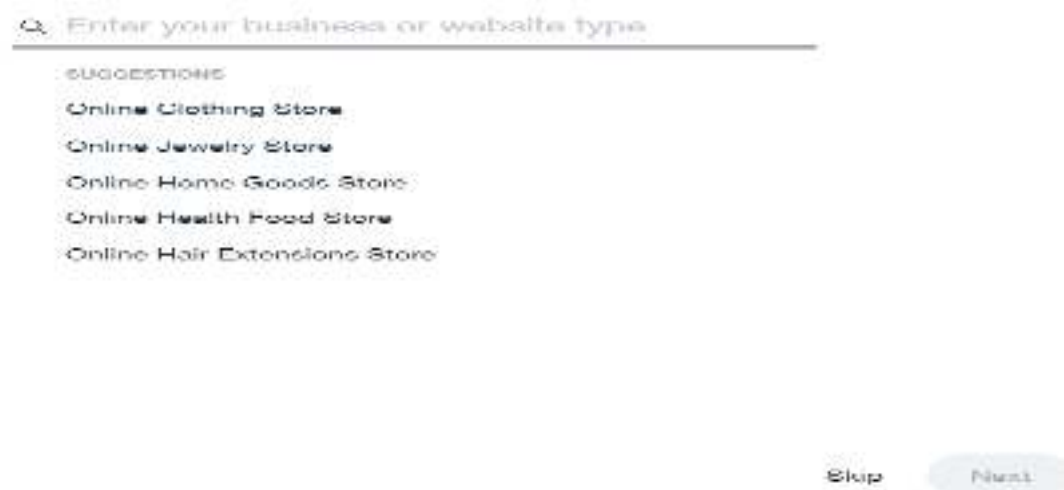 Enter your business or website type
SUGGESTIONS
Online Clothing Store
Online Jewelry Store
Online Home Goods Store
Online Health Food Store
Online Hair Extensions Store
Skip Next